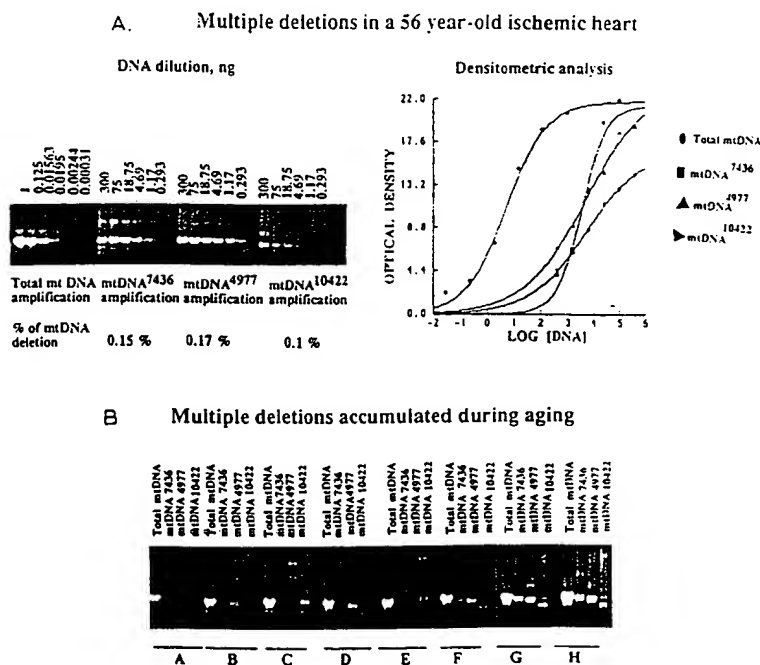 A. Multiple deletions in a 56 year-old ischemic heart
DNA dilution, ng
1 0.125 0.01563 0.0195 0.00244 0.00031
300 75 18.75 4.69 1.17 0.293
300 75 18.75 4.69 1.17 0.293
300 75 18.75 4.69 1.17 0.293
Total mt DNA amplification
mtDNA7436 amplification
mtDNA4977 amplification
mtDNA10422 amplification
% of mtDNA deletion
0.15 % 0.17 % 0.1 %
Densitometric analysis
OPTICAL DENSITY
22.0
17.6
13.2
8.8
4.4
0.0
-2 -1 0 1 2 3 4 5 6
LOG [DNA]
Total mtDNA
mtDNA7436
mtDNA4977
mtDNA10422
B Multiple deletions accumulated during aging
Total mtDNA mtDNA 7436 mtDNA 4977 mtDNA 10422
Total mtDNA mtDNA 7436 mtDNA 4977 mtDNA 10422
Total mtDNA mtDNA7436 mtDNA4977 mtDNA 10422
Total mtDNA mtDNA 7436 mtDNA4977 mtDNA 10422
Total mtDNA mtDNA 7436 mtDNA 4977 mtDNA 10422
Total mtDNA mtDNA 7436 mtDNA 4977 mtDNA 10422
Total mtDNA mtDNA 7436 mtDNA 4977 mtDNA 10422
Total mtDNA mtDNA 7436 mtDNA 4977 mtDNA 10422
A B C D E F G H